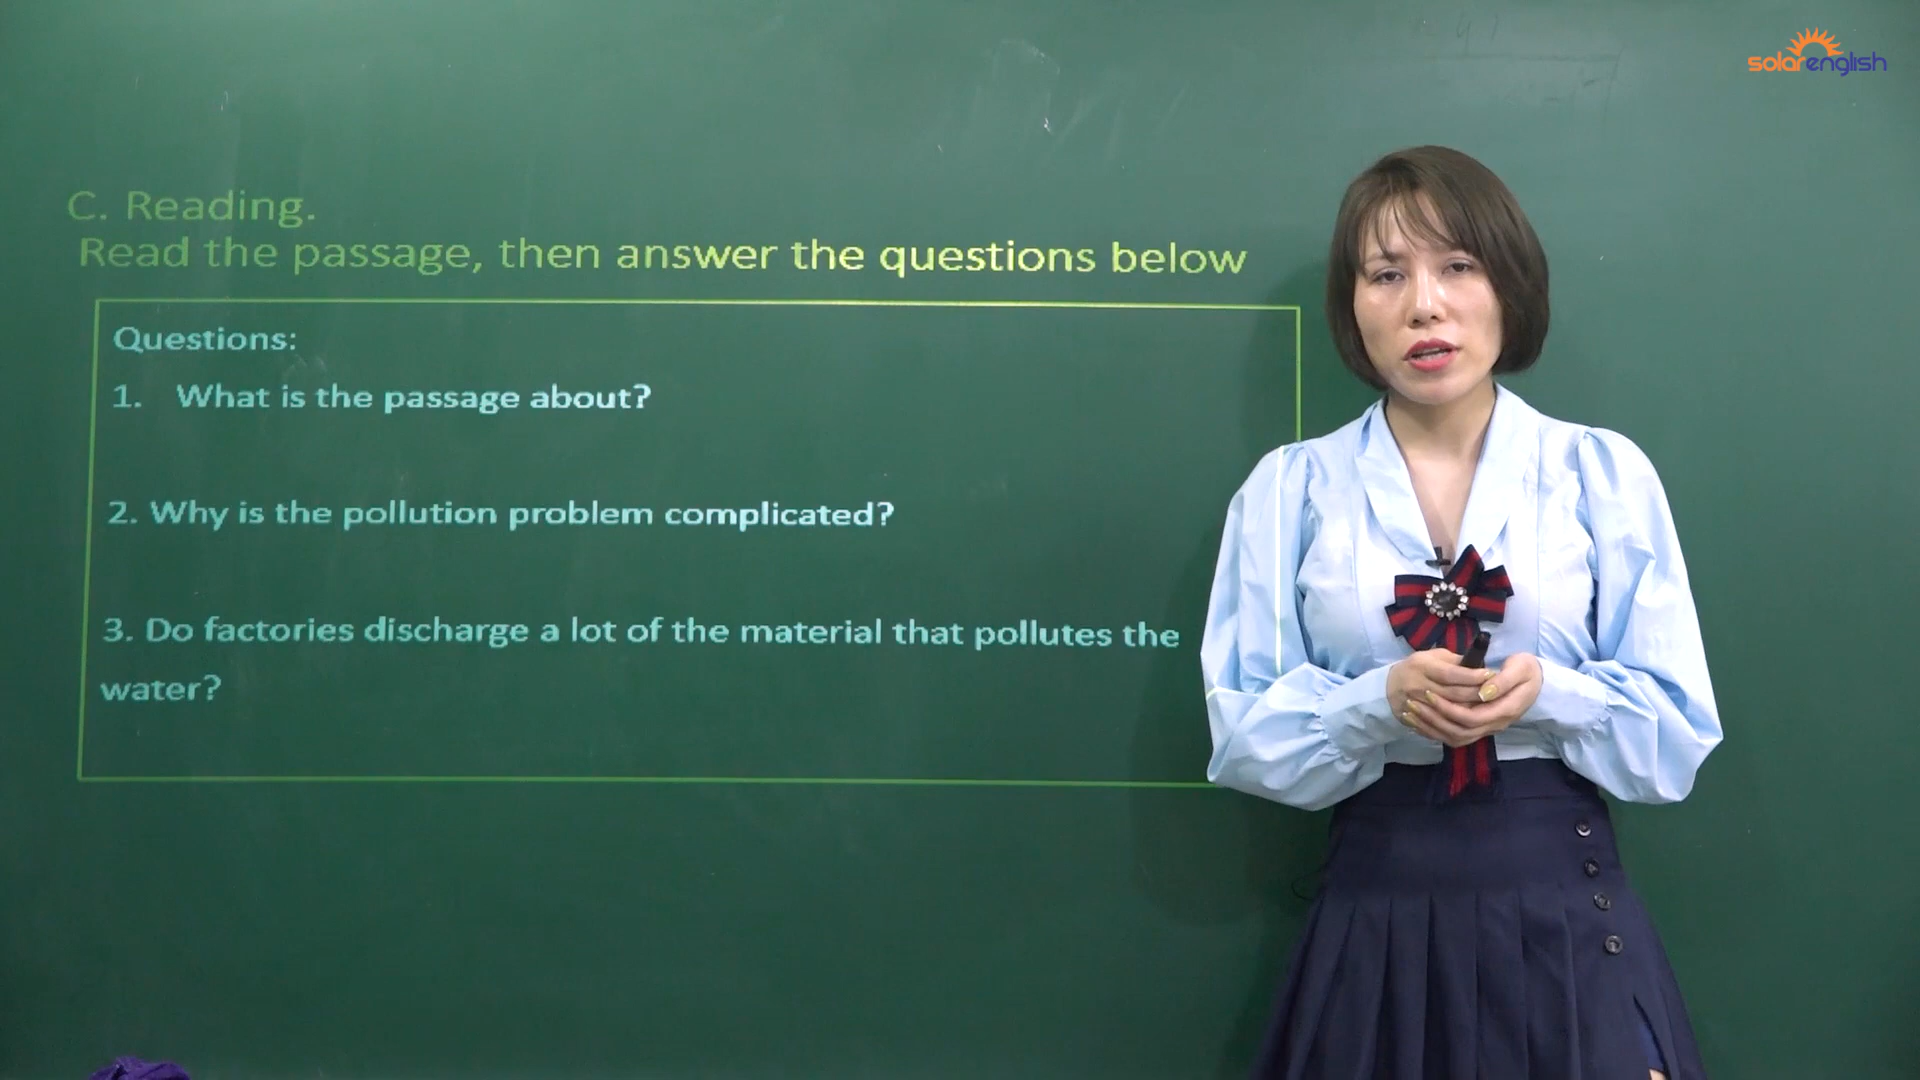 solarenglish
C. Reading.
Read the passage, then answer the questions below
Questions:
1. What is the passage about?
2. Why is the pollution problem complicated?
3. Do factories discharge a lot of the material that pollutes the
water?